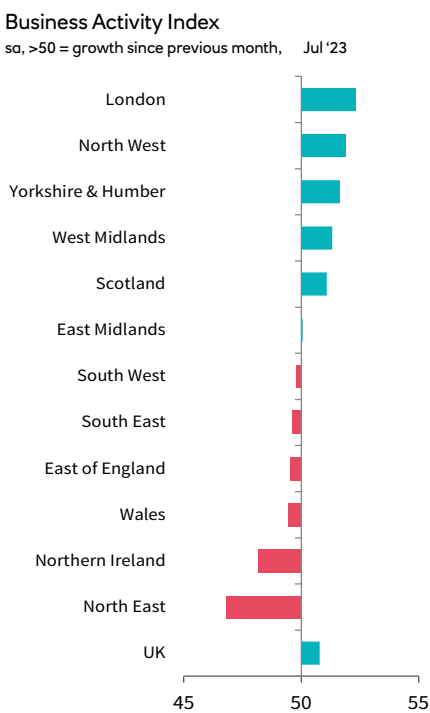 Business Activity Index
sa, >50 = growth since previous month, Jul ‘23
London
North West
Yorkshire & Humber
West Midlands
Scotland
East Midlands
South West
South East
East of England
Wales
Northern Ireland
North East
UK
45 50 55